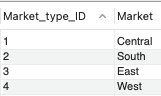 Market_type_ID Market
1 Central
2 South
3 East
4 West